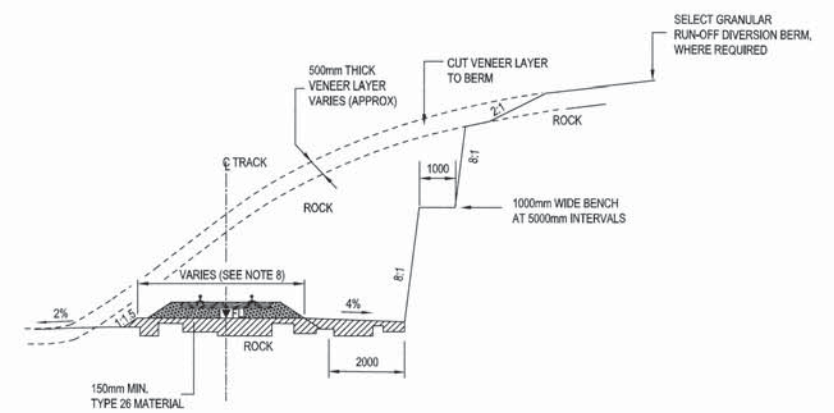 SELECT GRANULAR
RUN-OFF DIVERSION BERM,
WHERE REQUIRED
CUT VENEER LAYER
TO BERM
500mm THICK
VENEER LAYER
VARIES (APPROX)
2:1
ROCK
8:1
℄ TRACK
1000
ROCK
1000mm WIDE BENCH
AT 5000mm INTERVALS
8:1
VARIES (SEE NOTE 8)
2%
1:1.5
FL
4%
ROCK
2000
150mm MIN.
TYPE 26 MATERIAL